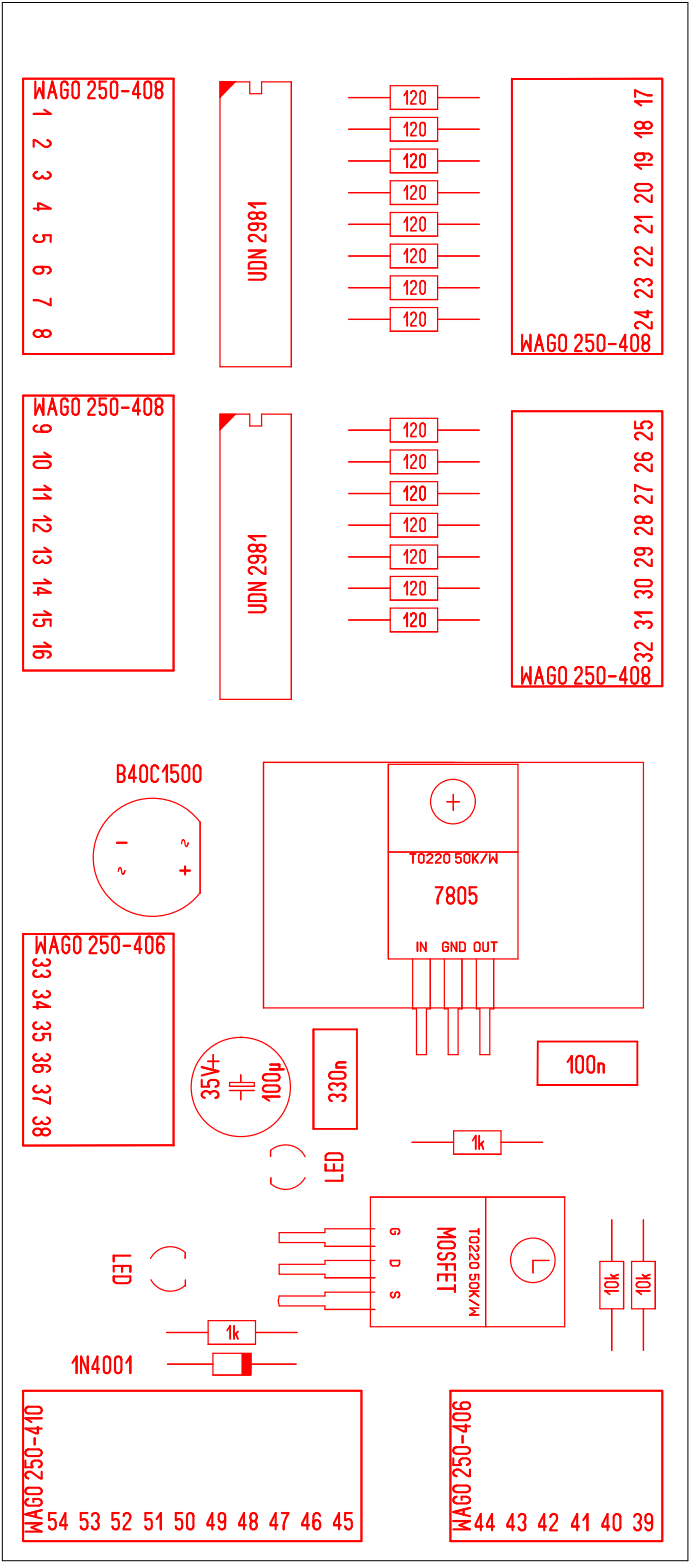 WAGO 250-408
1
2
3
4
5
6
7
8
UDN 2981
120
120
120
120
120
120
120
120
17
18
19
20
21
22
23
24
WAGO 250-408
WAGO 250-408
9
10
11
12
13
14
15
16
UDN 2981
120
120
120
120
120
120
120
25
26
27
28
29
30
31
32
WAGO 250-408
B40C1500
− ~
~ +
TO220 50K/W
7805
IN GND OUT
WAGO 250-406
33
34
35
36
37
38
35V+
100µ
330n
100n
1k
LED
G
D
S
MOSFET
TO220 50K/W
10k
10k
LED
1k
1N4001
WAGO 250-410
54 53 52 51 50 49 48 47 46 45
WAGO 250-406
44 43 42 41 40 39